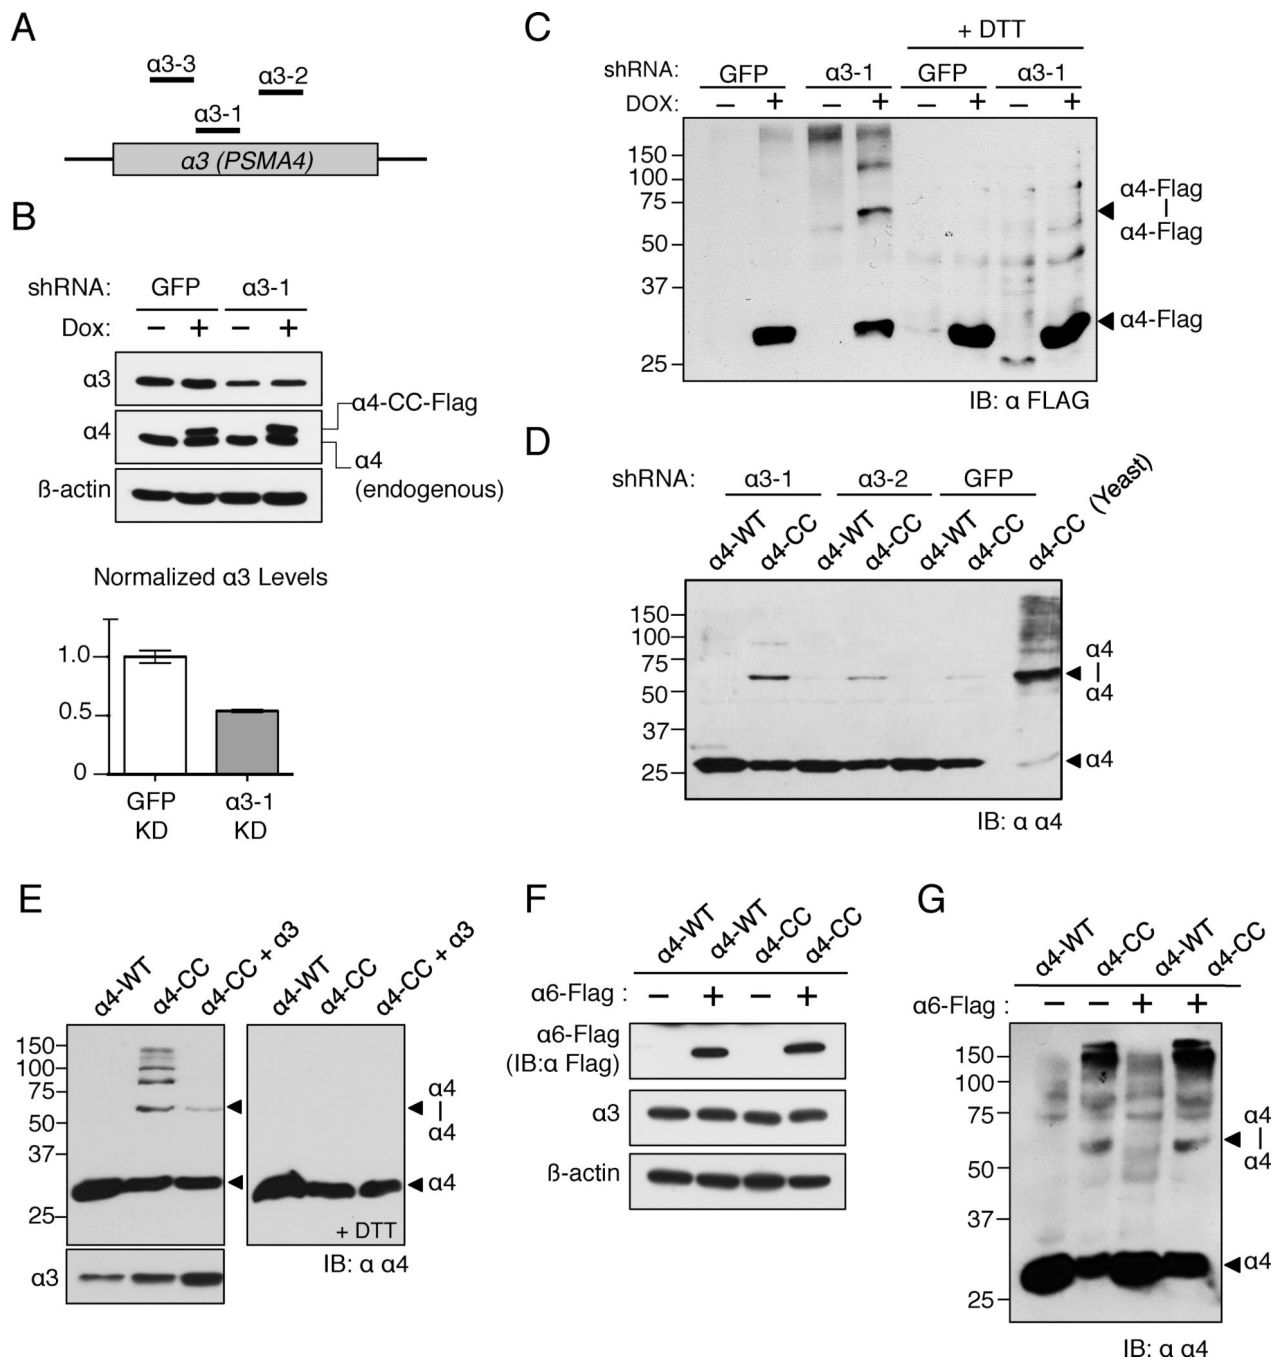 A
α3-3
α3-2
α3-1
α3 (PSMA4)
B
shRNA: GFP α3-1
Dox: – + – +
α3
α4-CC-Flag
α4
α4
(endogenous)
ß-actin
Normalized α3 Levels
1.0
0.5
0
GFP
KD
α3-1
KD
C
+ DTT
shRNA: GFP α3-1 GFP α3-1
DOX: – + – + – + – +
150
100
75
50
37
25
α4-Flag
α4-Flag
α4-Flag
IB: α FLAG
D
shRNA: α3-1 α3-2 GFP
α4-WT α4-CC α4-WT α4-CC α4-WT α4-CC α4-CC (Yeast)
150
100
75
50
37
25
α4
α4
α4
IB: α α4
E
α4-WT α4-CC α4-CC + α3 α4-WT α4-CC α4-CC + α3
150
100
75
50
37
25
α4
α4
α4
+ DTT
IB: α α4
α3
F
α4-WT α4-WT α4-CC α4-CC
α6-Flag : – + – +
α6-Flag
(IB:α Flag)
α3
ß-actin
G
α4-WT α4-CC α4-WT α4-CC
α6-Flag : – – + +
150
100
75
50
37
25
α4
α4
α4
IB: α α4